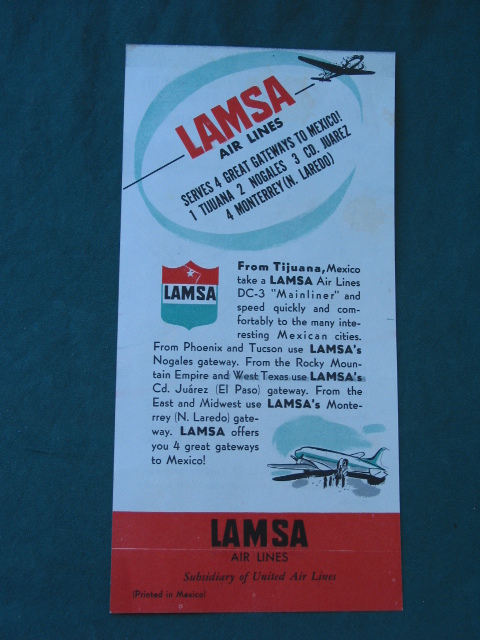 LAMSA
AIR LINES
SERVES 4 GREAT GATEWAYS TO MEXICO!
1 TIJUANA 2 NOGALES 3 CD. JUAREZ
4 MONTERREY (N. LAREDO)
LAMSA
From Tijuana, Mexico
take a LAMSA Air Lines
DC-3 "Mainliner" and
speed quickly and com-
fortably to the many inte-
resting Mexican cities.
From Phoenix and Tucson use LAMSA's
Nogales gateway. From the Rocky Moun-
tain Empire and West Texas use LAMSA's
Cd. Juárez (El Paso) gateway. From the
East and Midwest use LAMSA's Monte-
rrey (N. Laredo) gate-
way. LAMSA offers
you 4 great gateways
to Mexico!
LAMSA
AIR LINES
Subsidiary of United Air Lines
(Printed in Mexico)